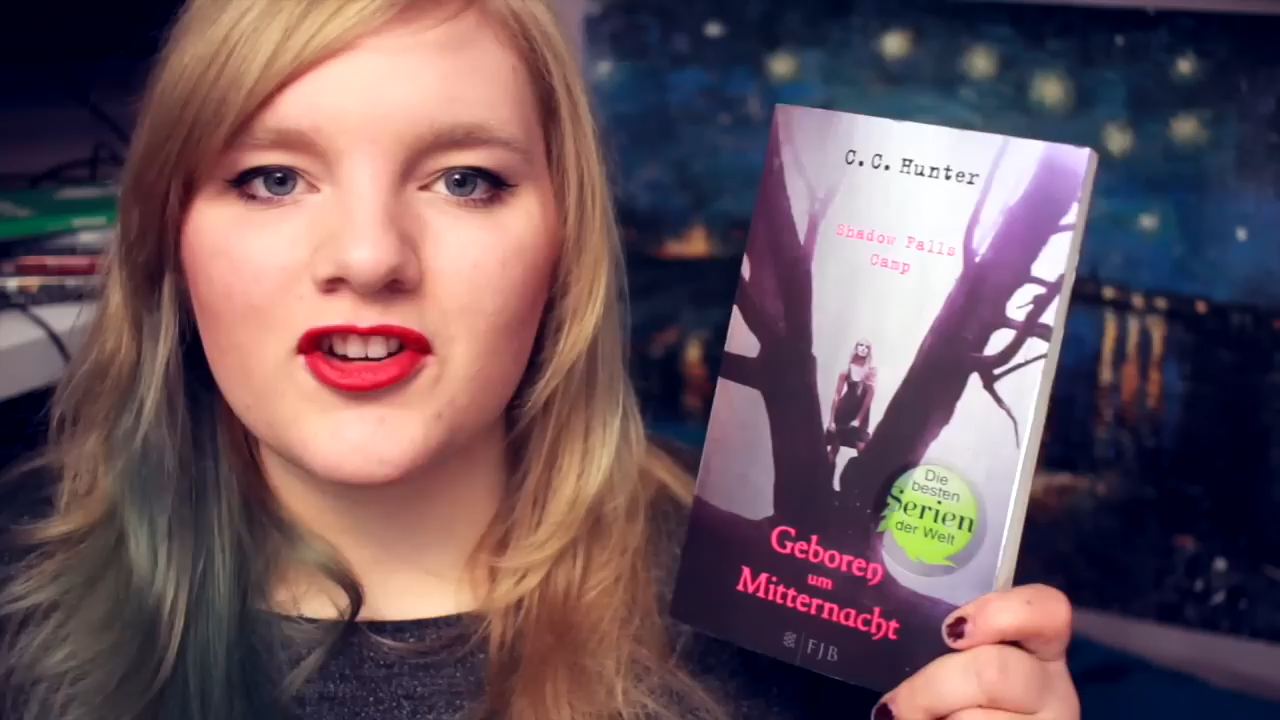 C.C. Hunter
Shadow Falls
Camp
Die
besten
Serien
der Welt
Geboren
um
Mitternacht
FJB